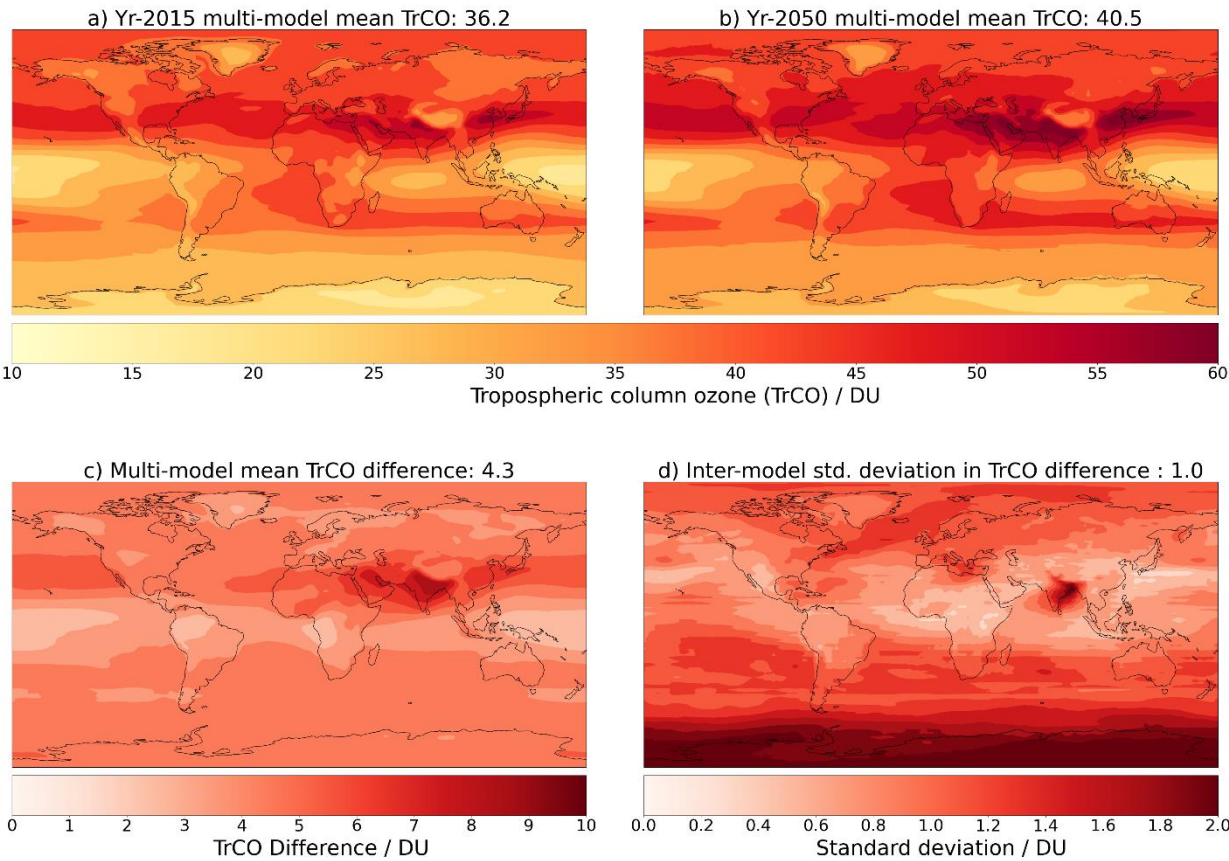 a) Yr-2015 multi-model mean TrCO: 36.2
b) Yr-2050 multi-model mean TrCO: 40.5
10 15 20 25 30 35 40 45 50 55 60
Tropospheric column ozone (TrCO) / DU
c) Multi-model mean TrCO difference: 4.3
d) Inter-model std. deviation in TrCO difference : 1.0
0 1 2 3 4 5 6 7 8 9 10
TrCO Difference / DU
0.0 0.2 0.4 0.6 0.8 1.0 1.2 1.4 1.6 1.8 2.0
Standard deviation / DU